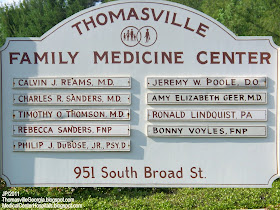 THOMASVILLE
FAMILY MEDICINE CENTER
CALVIN J. REAMS, M.D.
CHARLES R. SANDERS, M.D.
TIMOTHY O. THOMSON, M.D.
REBECCA SANDERS, FNP
PHILIP J. DUBOSE, JR., PSY.D.
JEREMY W. POOLE, D.O.
AMY ELIZABETH GEER, M.D.
RONALD LINDQUIST, PA
BONNY VOYLES, FNP
951 SOUTH BROAD ST.
JP/2011
ThomasvilleGeorgia.blogspot.com
MedicalCenterHospitals.blogspot.com